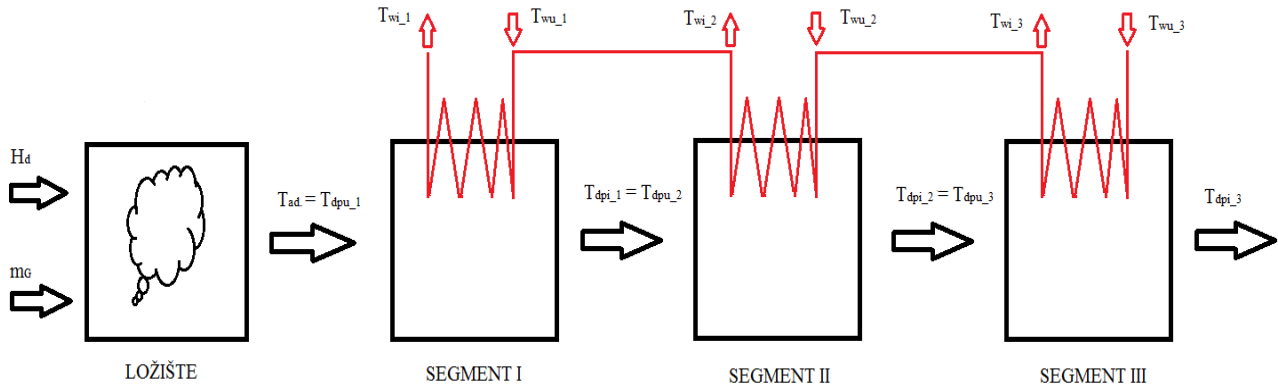 Twi_1
Twu_1
Twi_2
Twu_2
Twi_3
Twu_3
Hd
mG
Tad. = Tdpu_1
Tdpi_1 = Tdpu_2
Tdpi_2 = Tdpu_3
Tdpi_3
LOŽIŠTE
SEGMENT I
SEGMENT II
SEGMENT III